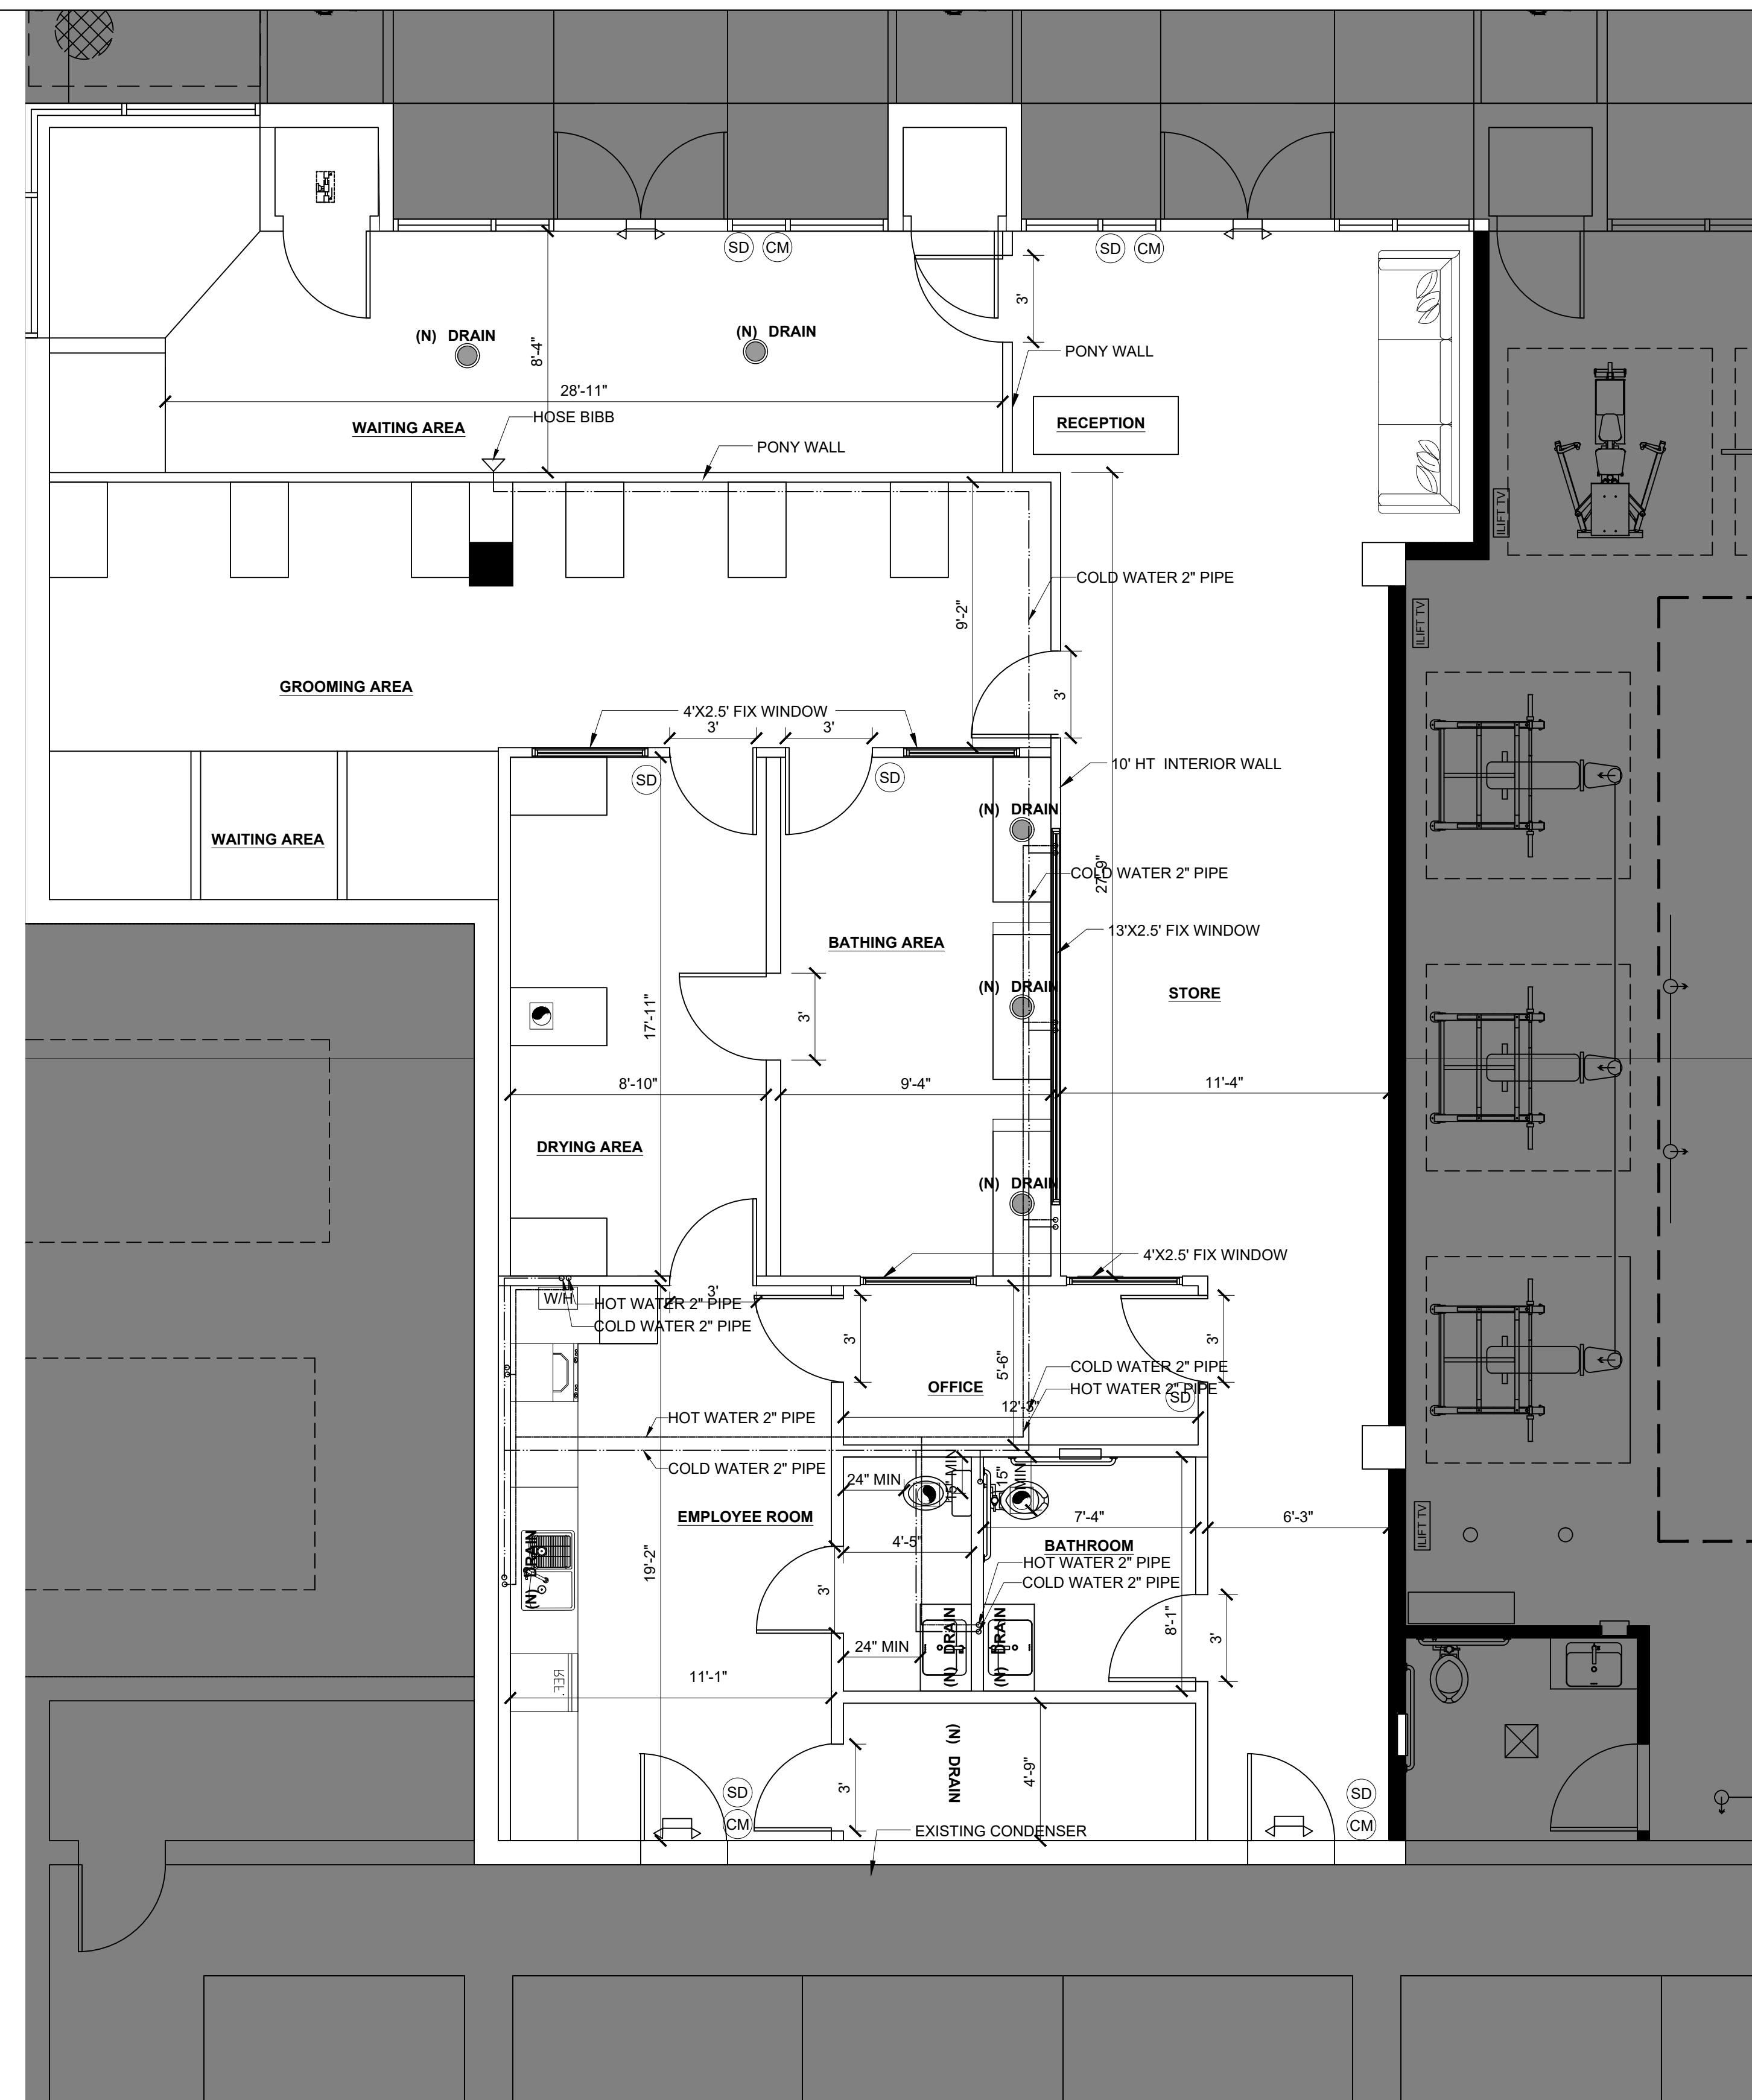 SD
CM
SD
CM
3'
(N) DRAIN
(N) DRAIN
8'-4"
PONY WALL
28'-11"
HOSE BIBB
WAITING AREA
RECEPTION
PONY WALL
ILIFT TV
COLD WATER 2" PIPE
9'-2"
ILIFT TV
GROOMING AREA
3'
4'X2.5' FIX WINDOW
3'
3'
10' HT INTERIOR WALL
SD
SD
(N) DRAIN
WAITING AREA
27'-9"
COLD WATER 2" PIPE
13'X2.5' FIX WINDOW
BATHING AREA
(N) DRAIN
STORE
17'-11"
3'
8'-10"
9'-4"
11'-4"
DRYING AREA
(N) DRAIN
4'X2.5' FIX WINDOW
W/H
3'
HOT WATER 2" PIPE
COLD WATER 2" PIPE
3'
3'
5'-6"
COLD WATER 2" PIPE
OFFICE
HOT WATER 2" PIPE
SD
12'-3"
HOT WATER 2" PIPE
COLD WATER 2" PIPE
24" MIN
15" MIN
15" MIN
EMPLOYEE ROOM
7'-4"
6'-3"
ILIFT TV
4'-5"
BATHROOM
HOT WATER 2" PIPE
COLD WATER 2" PIPE
(N) DRAIN
19'-2"
3'
8'-1"
3'
24" MIN
(N) DRAIN
(N) DRAIN
11'-1"
REF.
(N) DRAIN
4'-9"
3'
SD
CM
SD
CM
EXISTING CONDENSER